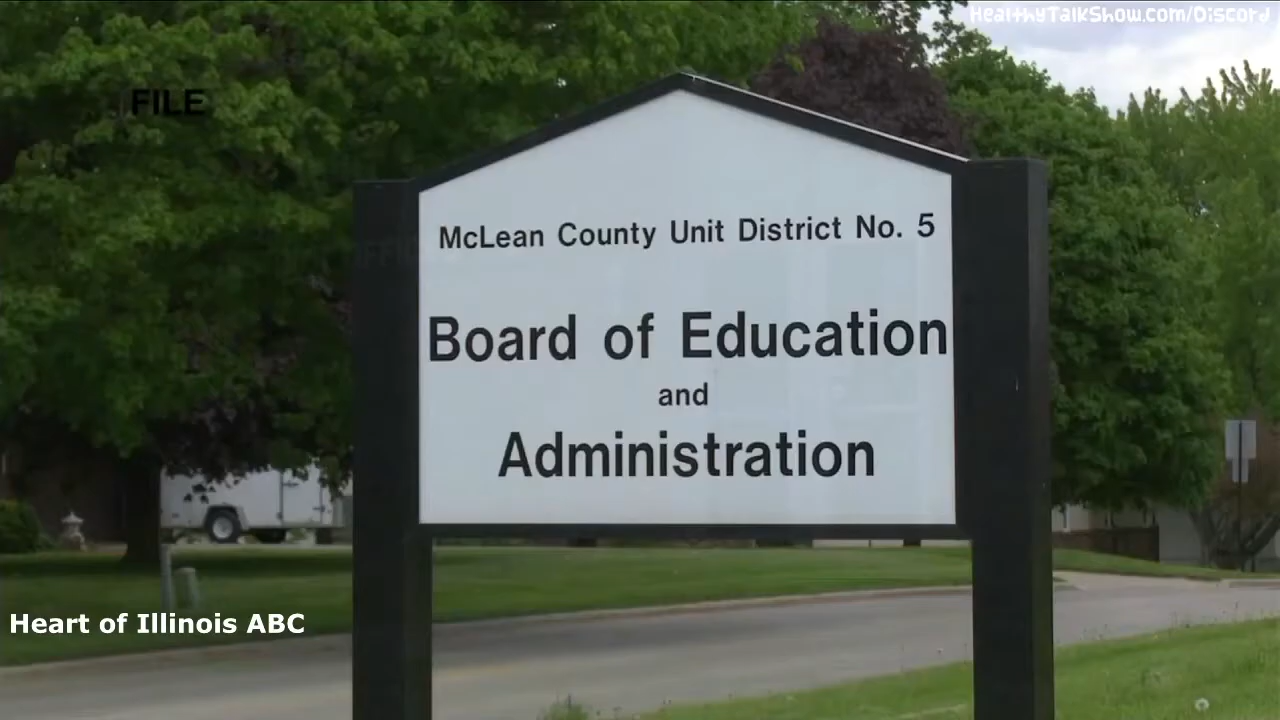 HealthyTalkShow.com/Discord
FILE
McLean County Unit District No. 5
Board of Education
and
Administration
Heart of Illinois ABC